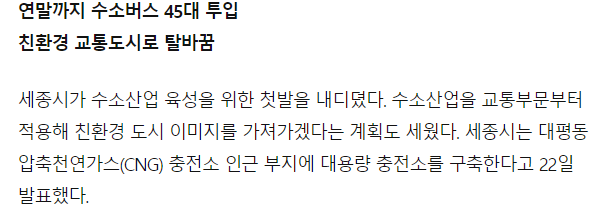 연말까지 수소버스 45대 투입
친환경 교통도시로 탈바꿈
세종시가 수소산업 육성을 위한 첫발을 내디뎠다. 수소산업을 교통부문부터
적용해 친환경 도시 이미지를 가져가겠다는 계획도 세웠다. 세종시는 대평동
압축천연가스(CNG) 충전소 인근 부지에 대용량 충전소를 구축한다고 22일
발표했다.